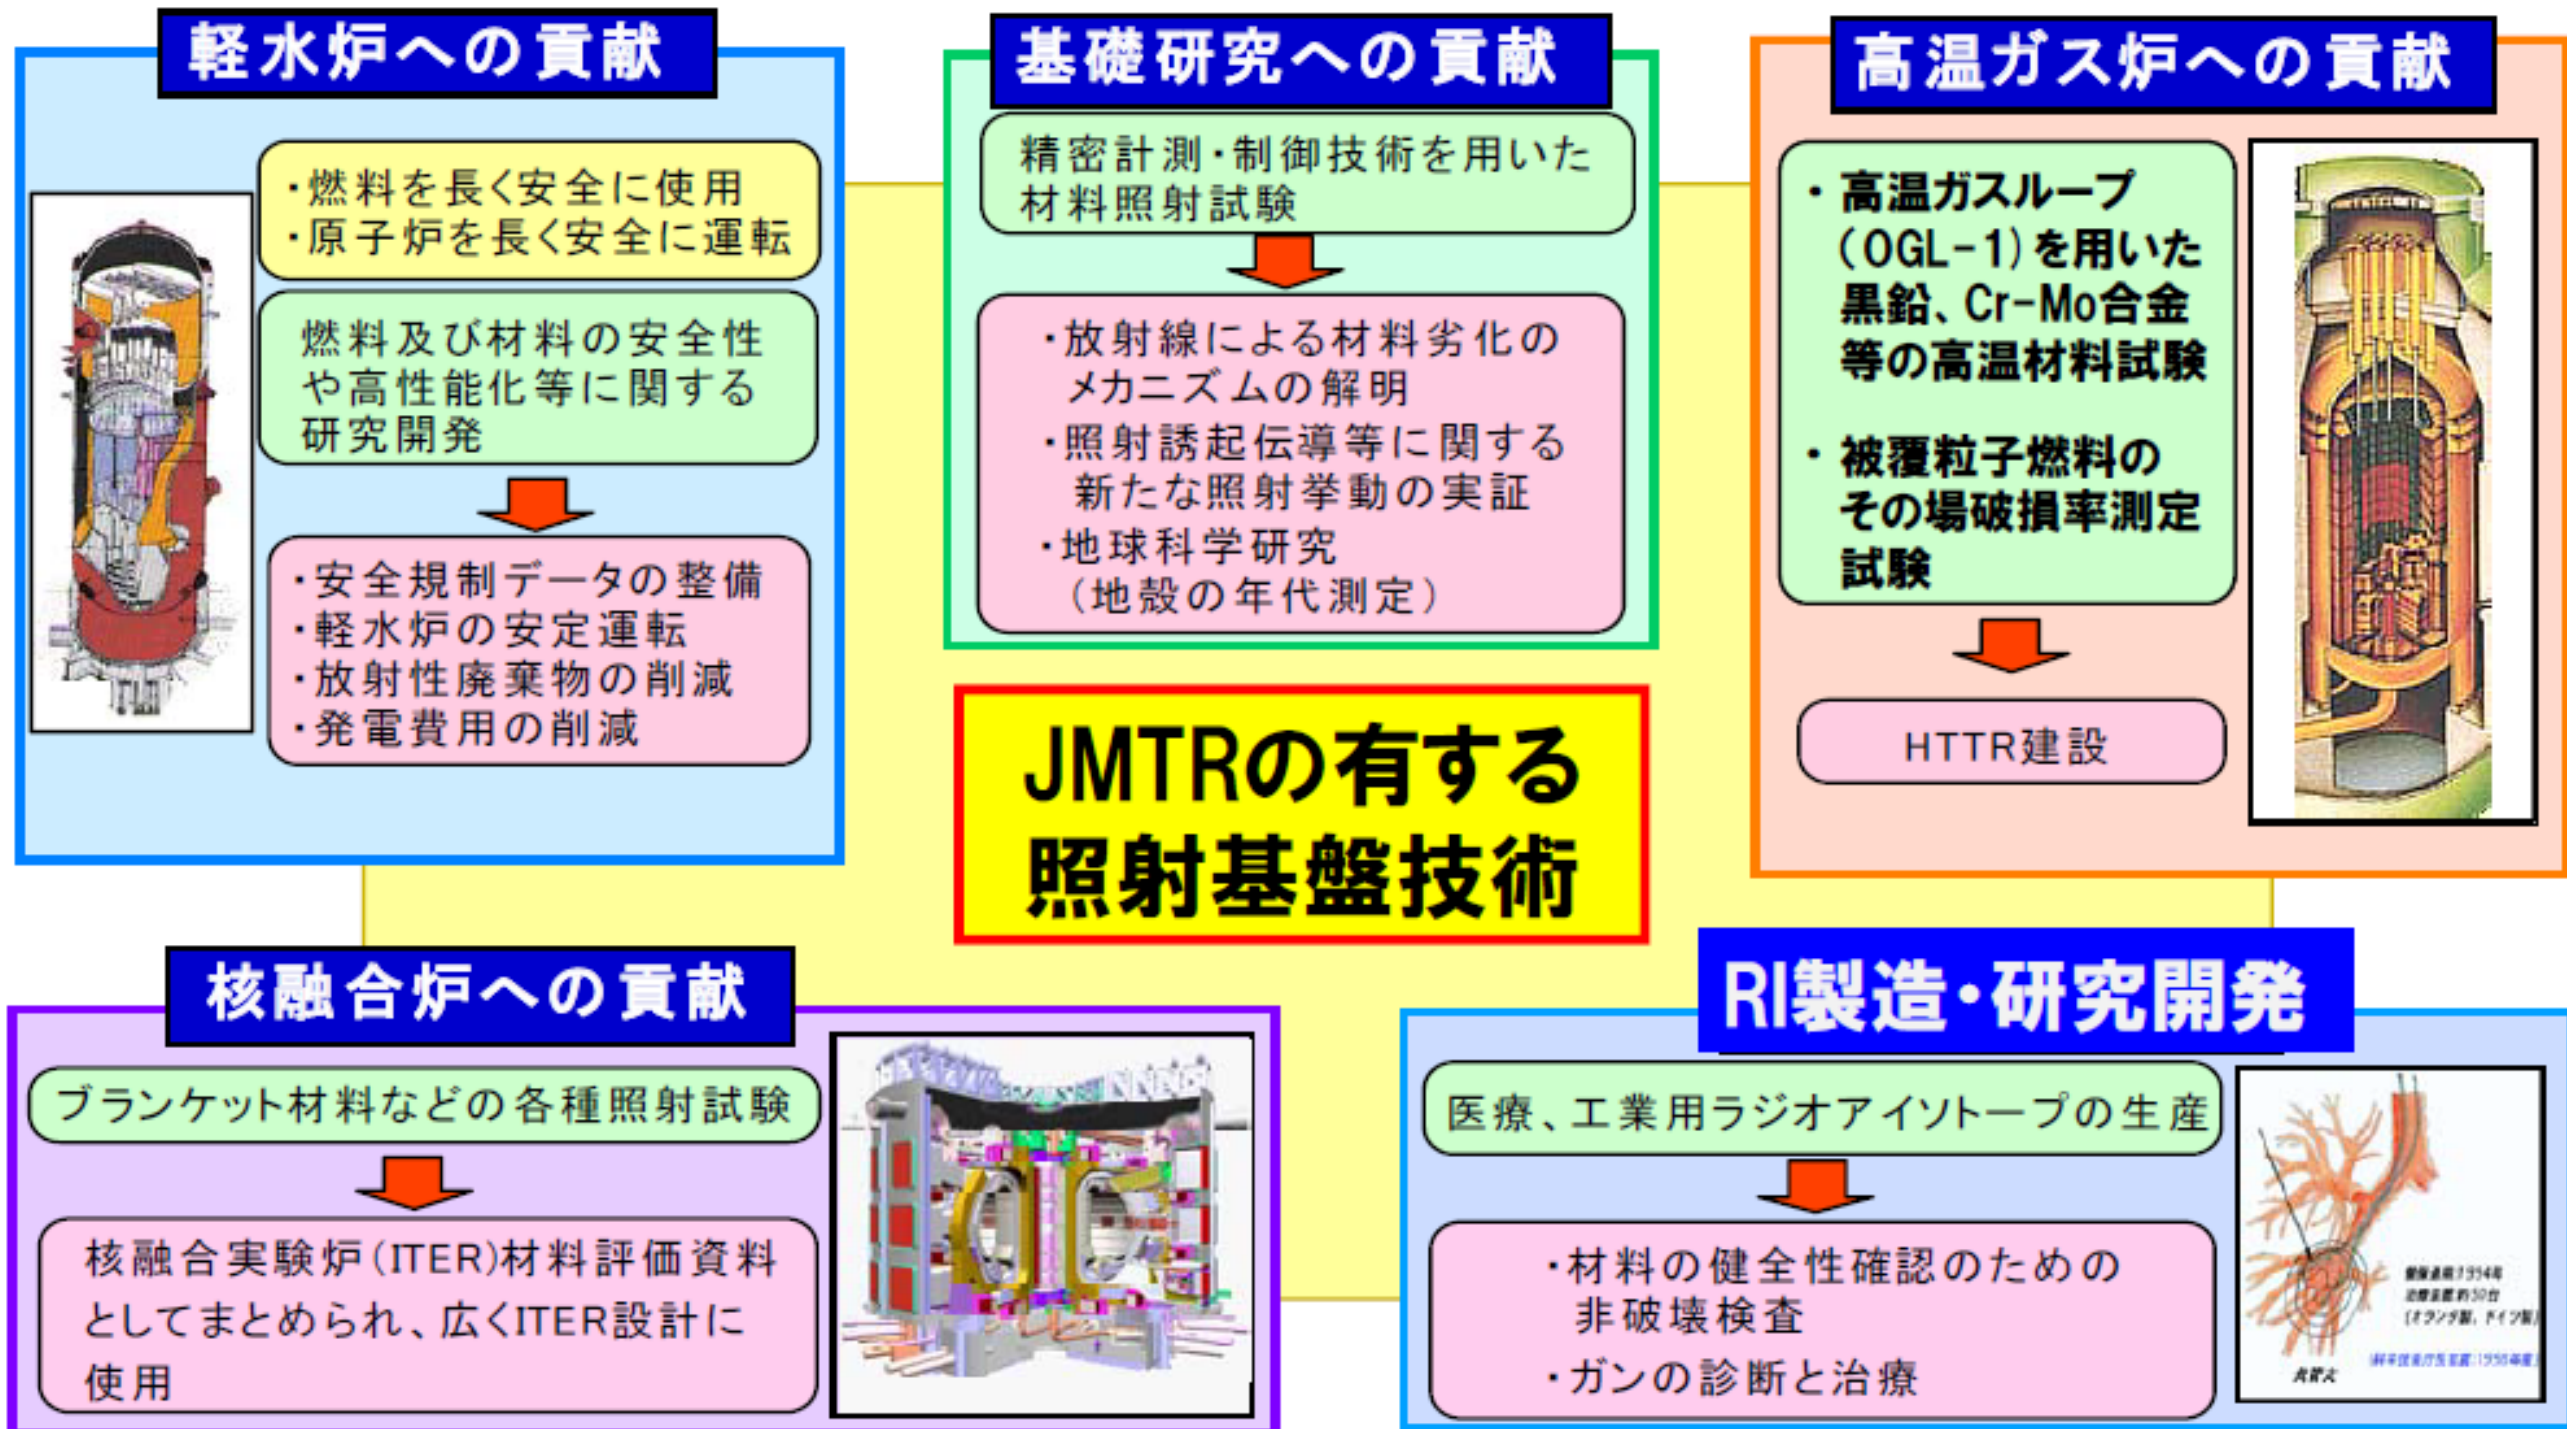 軽水炉への貢献
・燃料を長く安全に使用
・原子炉を長く安全に運転
燃料及び材料の安全性
や高性能化等に関する
研究開発
・安全規制データの整備
・軽水炉の安定運転
・放射性廃棄物の削減
・発電費用の削減
基礎研究への貢献
精密計測・制御技術を用いた
材料照射試験
・放射線による材料劣化の
メカニズムの解明
・照射誘起伝導等に関する
新たな照射挙動の実証
・地球科学研究
（地殻の年代測定）
高温ガス炉への貢献
・高温ガスループ
（OGL-1）を用いた
黒鉛、Cr-Mo合金
等の高温材料試験
・被覆粒子燃料の
その場破損率測定
試験
HTTR建設
JMTRの有する
照射基盤技術
核融合炉への貢献
ブランケット材料などの各種照射試験
核融合実験炉(ITER)材料評価資料
としてまとめられ、広くITER設計に
使用
RI製造・研究開発
医療、工業用ラジオアイソトープの生産
・材料の健全性確認のための
非破壊検査
・ガンの診断と治療
治療装置 約50台
(オランダ製、ドイツ製)